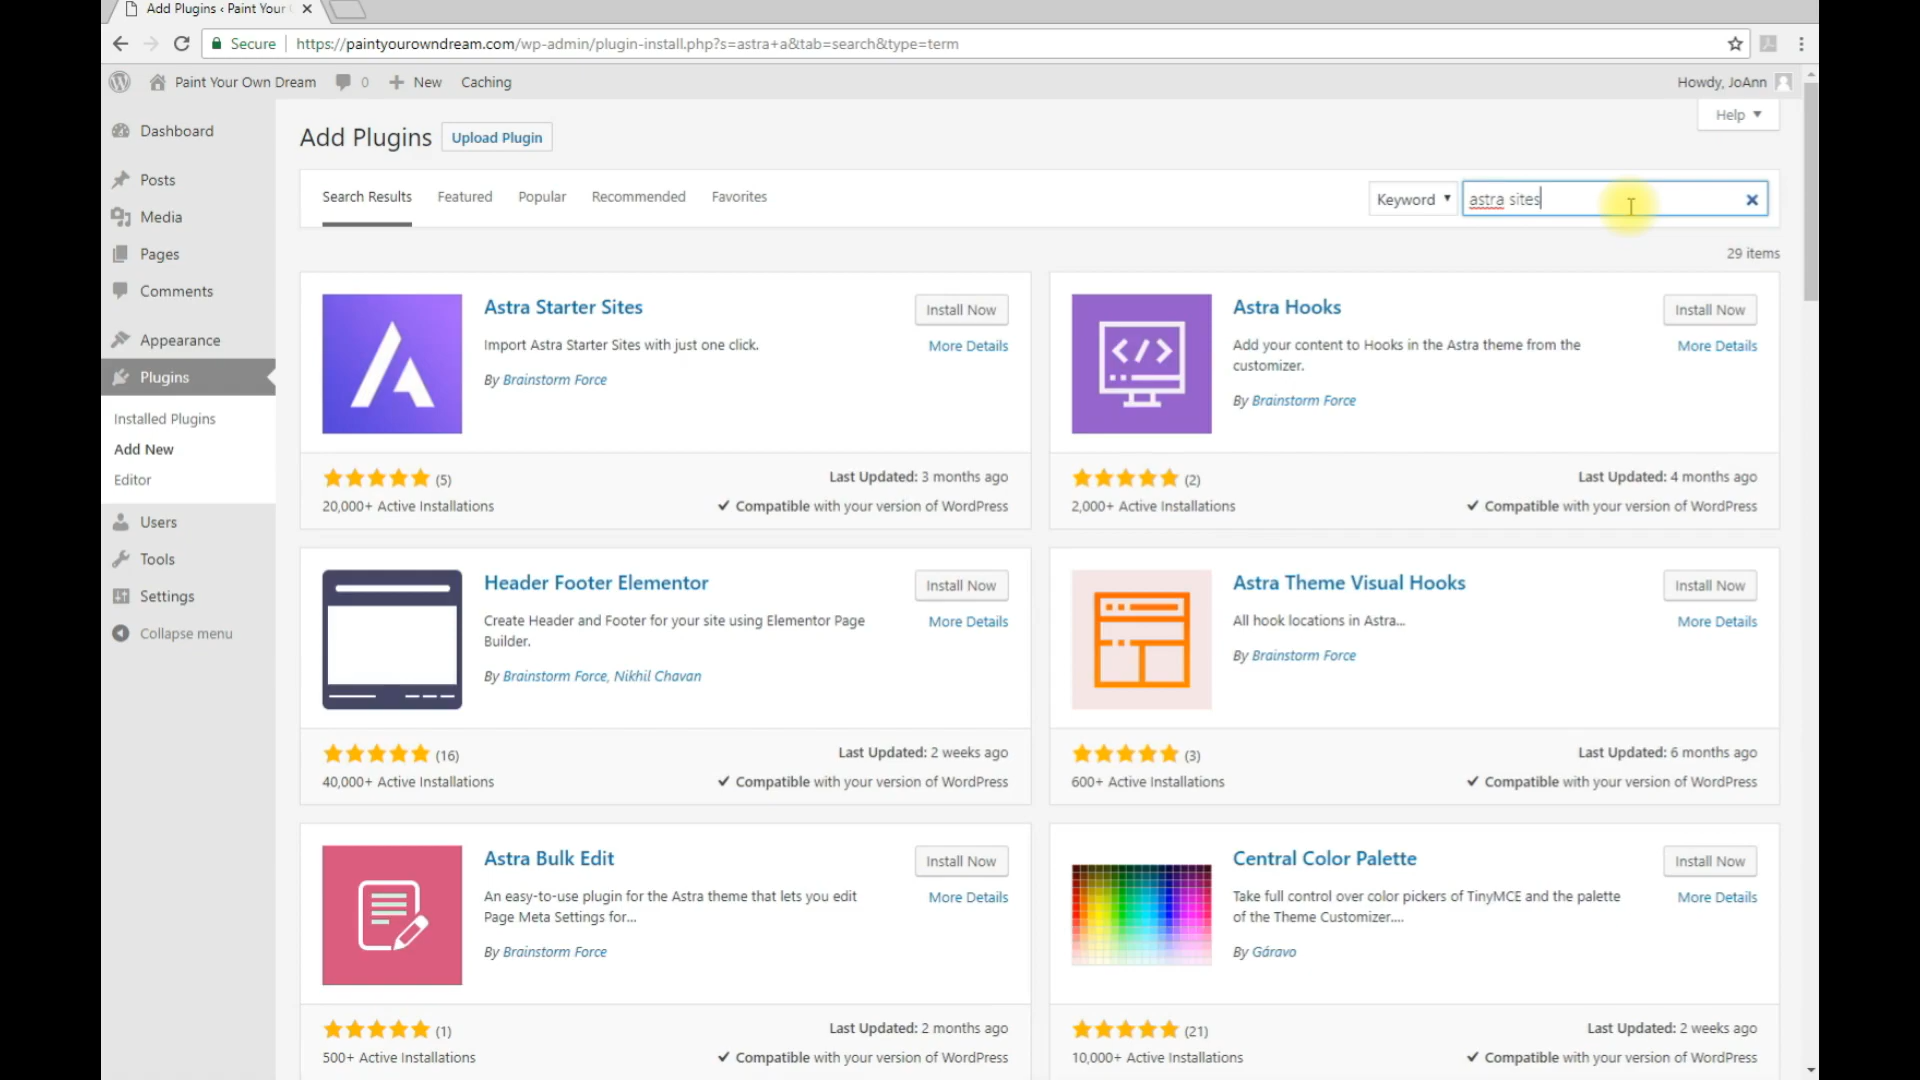 Add Plugins ‹ Paint Your
Secure https://paintyourowndream.com/wp-admin/plugin-install.php?s=astra+a&tab=search&type=term
Paint Your Own Dream 0 New Caching Howdy, JoAnn
Help
Dashboard
Posts
Media
Pages
Comments
Appearance
Plugins
Installed Plugins
Add New
Editor
Users
Tools
Settings
Collapse menu
Add Plugins Upload Plugin
Search Results Featured Popular Recommended Favorites Keyword astra sites
29 items
Astra Starter Sites Install Now
Import Astra Starter Sites with just one click. More Details
By Brainstorm Force
(5) Last Updated: 3 months ago
20,000+ Active Installations Compatible with your version of WordPress
Astra Hooks Install Now
Add your content to Hooks in the Astra theme from the More Details
customizer.
By Brainstorm Force
(2) Last Updated: 4 months ago
2,000+ Active Installations Compatible with your version of WordPress
Header Footer Elementor Install Now
Create Header and Footer for your site using Elementor Page More Details
Builder.
By Brainstorm Force, Nikhil Chavan
(16) Last Updated: 2 weeks ago
40,000+ Active Installations Compatible with your version of WordPress
Astra Theme Visual Hooks Install Now
All hook locations in Astra... More Details
By Brainstorm Force
(3) Last Updated: 6 months ago
600+ Active Installations Compatible with your version of WordPress
Astra Bulk Edit Install Now
An easy-to-use plugin for the Astra theme that lets you edit More Details
Page Meta Settings for...
By Brainstorm Force
(1) Last Updated: 2 months ago
500+ Active Installations Compatible with your version of WordPress
Central Color Palette Install Now
Take full control over color pickers of TinyMCE and the palette More Details
of the Theme Customizer....
By Gáravo
(21) Last Updated: 2 weeks ago
10,000+ Active Installations Compatible with your version of WordPress